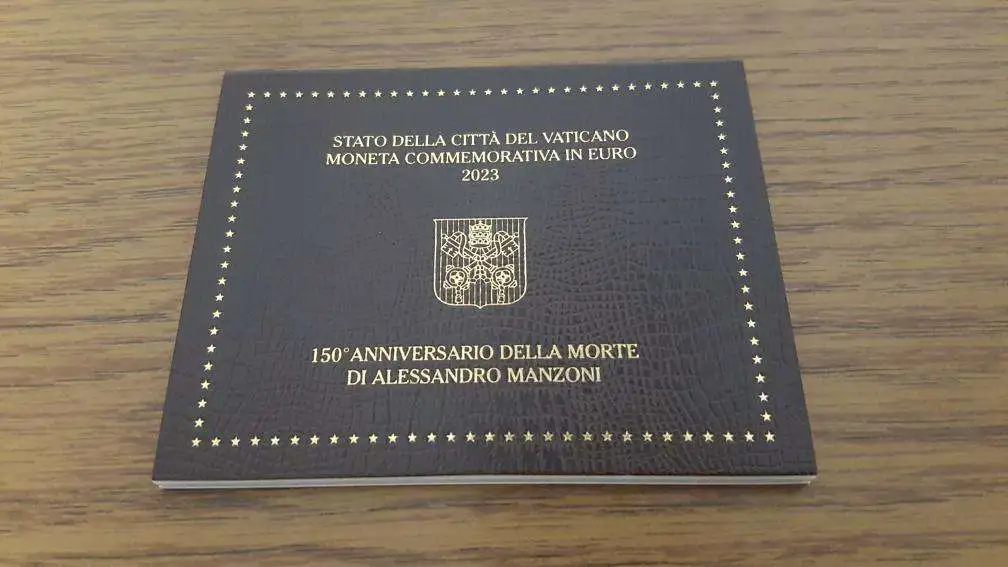 STATO DELLA CITTÀ DEL VATICANO
MONETA COMMEMORATIVA IN EURO
2023
150°ANNIVERSARIO DELLA MORTE
DI ALESSANDRO MANZONI